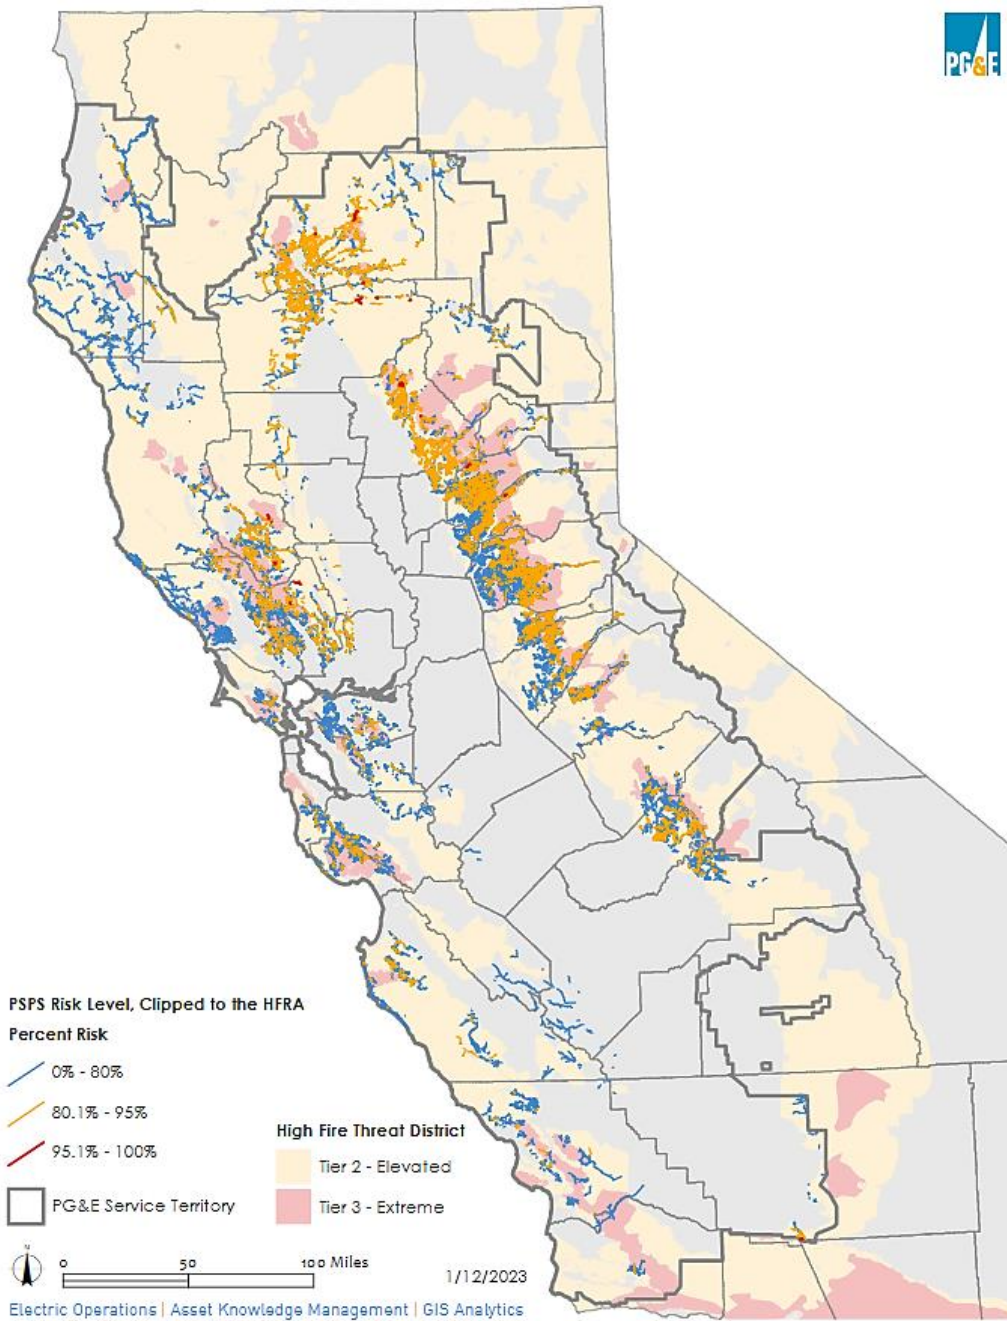 PG&E
PSPS Risk Level, Clipped to the HFRA
Percent Risk
0% - 80%
80.1% - 95%
95.1% - 100%
PG&E Service Territory
High Fire Threat District
Tier 2 - Elevated
Tier 3 - Extreme
N
0 50 100 Miles
1/12/2023
Electric Operations | Asset Knowledge Management | GIS Analytics